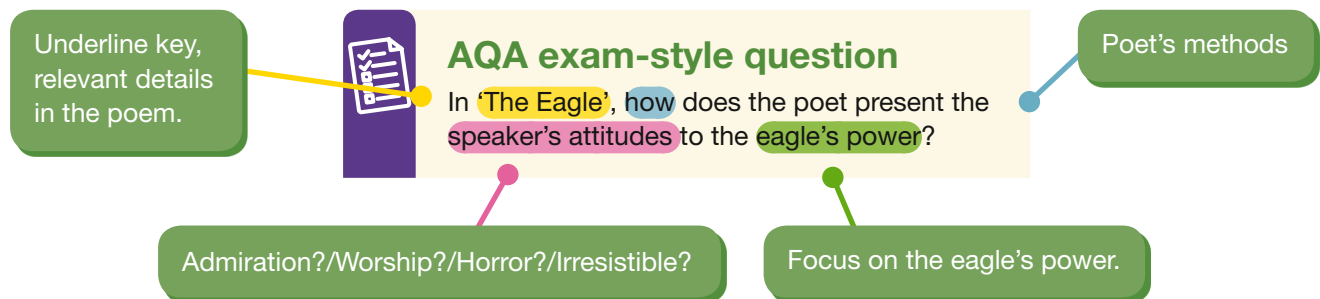 Underline key,
relevant details
in the poem.
AQA exam-style question
In ‘The Eagle’, how does the poet present the
speaker’s attitudes to the eagle’s power?
Poet’s methods
Admiration?/Worship?/Horror?/Irresistible?
Focus on the eagle’s power.